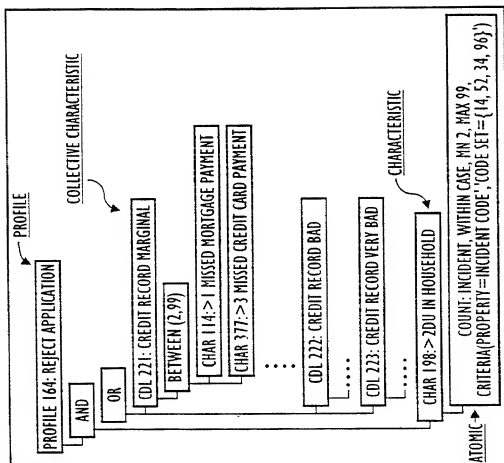 PROFILE
PROFILE 164: REJECT APPLICATION
AND
OR
COLLECTIVE CHARACTERISTIC
CDL 221: CREDIT RECORD MARGINAL
BETWEEN (2,99)
CHAR 114:>1 MISSED MORTGAGE PAYMENT
CHAR 377:>3 MISSED CREDIT CARD PAYMENT
CDL 222: CREDIT RECORD BAD
CDL 223: CREDIT RECORD VERY BAD
CHARACTERISTIC
CHAR 198:> 2DU IN HOUSEHOLD
ATOMIC
COUNT: INCIDENT, WITHIN CASE, MN 2, MAX 99,
CRITERIA(PROPERTY='INCIDENT CODE','CODE SET={14, 52, 34, 96}')